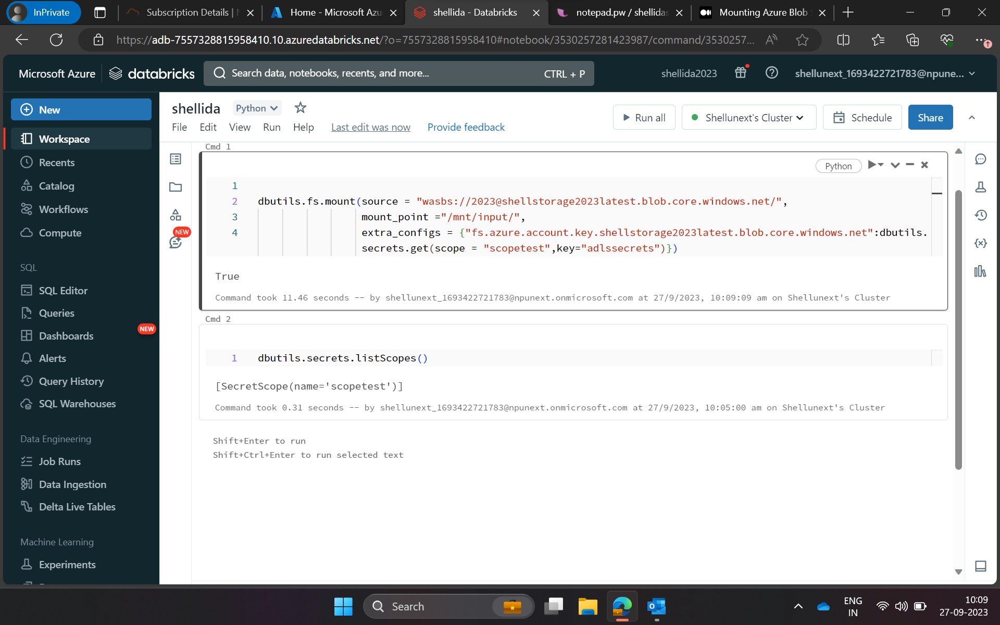 InPrivate
Subscription Details |
Home - Microsoft Azu
shellida - Databricks
notepad.pw / shellidas
Mounting Azure Blob
https://adb-7557328815958410.10.azuredatabricks.net/?o=7557328815958410#notebook/3530257281423987/command/3530257...
Microsoft Azure
databricks
Search data, notebooks, recents, and more...
CTRL + P
shellida2023
shellunext_1693422721783@npune...
New
Workspace
Recents
Catalog
Workflows
Compute
SQL
SQL Editor
Queries
Dashboards
NEW
Alerts
Query History
SQL Warehouses
Data Engineering
Job Runs
Data Ingestion
Delta Live Tables
Machine Learning
Experiments
shellida
Python
File Edit View Run Help Last edit was now Provide feedback
Run all
Shellunext's Cluster
Schedule
Share
NEW
Cmd 1
Python
1
2 dbutils.fs.mount(source = "wasbs://2023@shellstorage2023latest.blob.core.windows.net/",
3 mount_point ="/mnt/input/",
4 extra_configs = {"fs.azure.account.key.shellstorage2023latest.blob.core.windows.net":dbutils.
secrets.get(scope = "scopetest",key="adlssecrets")})
True
Command took 11.46 seconds -- by shellunext_1693422721783@npunext.onmicrosoft.com at 27/9/2023, 10:09:09 am on Shellunext's Cluster
Cmd 2
1 dbutils.secrets.listScopes()
[SecretScope(name='scopetest')]
Command took 0.31 seconds -- by shellunext_1693422721783@npunext.onmicrosoft.com at 27/9/2023, 10:05:00 am on Shellunext's Cluster
Shift+Enter to run
Shift+Ctrl+Enter to run selected text
Search
ENG
IN
10:09
27-09-2023